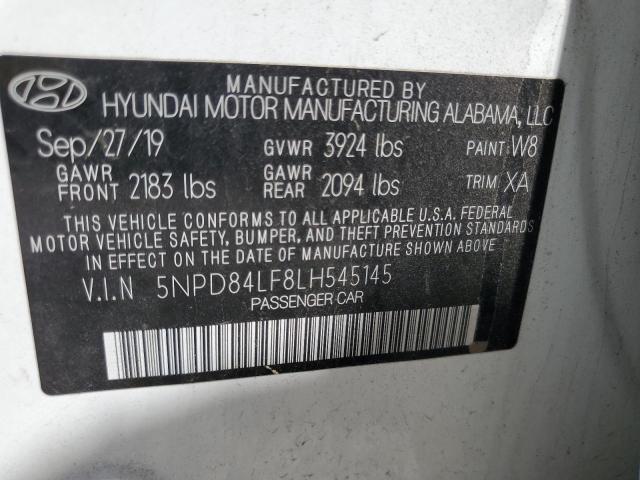 MANUFACTURED BY
HYUNDAI MOTOR MANUFACTURING ALABAMA, LLC
Sep/27/19 GVWR 3924 lbs PAINT: W8
GAWR FRONT 2183 lbs GAWR REAR 2094 lbs TRIM: XA
THIS VEHICLE CONFORMS TO ALL APPLICABLE U.S.A. FEDERAL
MOTOR VEHICLE SAFETY, BUMPER, AND THEFT PREVENTION STANDARDS
IN EFFECT ON THE DATE OF MANUFACTURE SHOWN ABOVE
V.I.N 5NPD84LF8LH545145
PASSENGER CAR